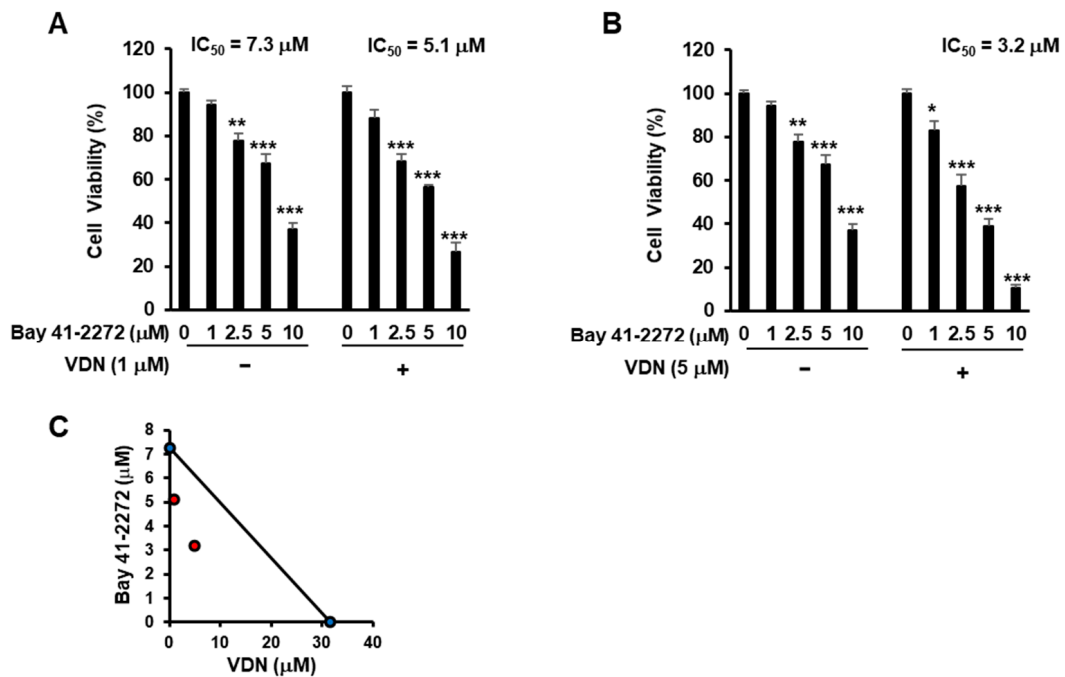 A
IC50 = 7.3 μM
IC50 = 5.1 μM
120
100
80
60
40
20
0
Cell Viability (%)
**
***
***
***
***
***
Bay 41-2272 (μM) 0 1 2.5 5 10 0 1 2.5 5 10
VDN (1 μM) − +
B
IC50 = 3.2 μM
120
100
80
60
40
20
0
Cell Viability (%)
**
***
***
*
***
***
***
Bay 41-2272 (μM) 0 1 2.5 5 10 0 1 2.5 5 10
VDN (5 μM) − +
C
8
7
6
5
4
3
2
1
0
Bay 41-2272 (μM)
0 10 20 30 40
VDN (μM)